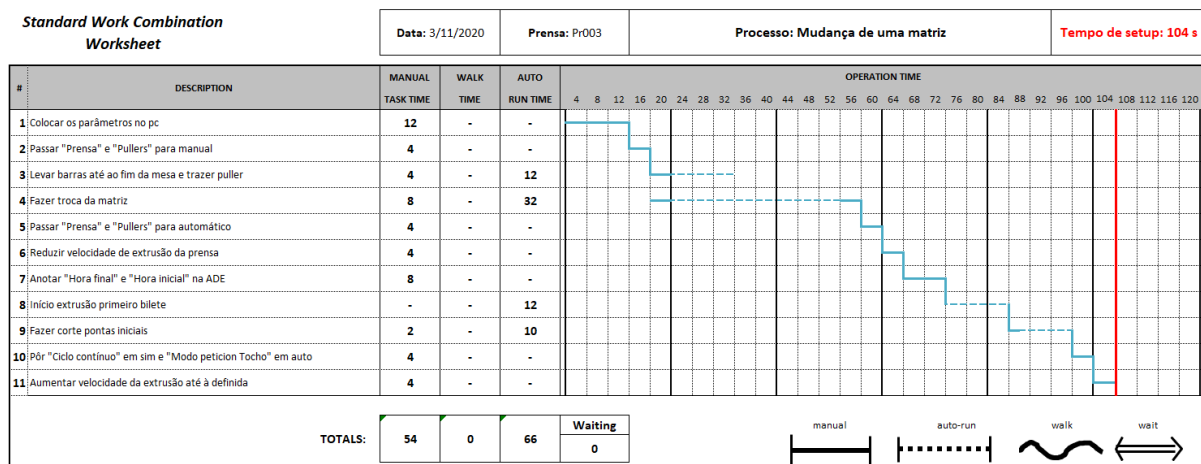 Standard Work Combination
Worksheet
Data: 3/11/2020
Prensa: Pr003
Processo: Mudança de uma matriz
Tempo de setup: 104 s
# DESCRIPTION MANUAL TASK TIME WALK TIME AUTO RUN TIME OPERATION TIME
4 8 12 16 20 24 28 32 36 40 44 48 52 56 60 64 68 72 76 80 84 88 92 96 100 104 108 112 116 120
1 Colocar os parâmetros no pc 12 - -
2 Passar "Prensa" e "Pullers" para manual 4 - -
3 Levar barras até ao fim da mesa e trazer puller 4 - 12
4 Fazer troca da matriz 8 - 32
5 Passar "Prensa" e "Pullers" para automático 4 - -
6 Reduzir velocidade de extrusão da prensa 4 - -
7 Anotar "Hora final" e "Hora inicial" na ADE 8 - -
8 Início extrusão primeiro bilete - - 12
9 Fazer corte pontas iniciais 2 - 10
10 Pôr "Ciclo contínuo" em sim e "Modo peticion Tocho" em auto 4 - -
11 Aumentar velocidade da extrusão até à definida 4 - -
TOTALS: 54 0 66
Waiting
0
manual auto-run walk wait